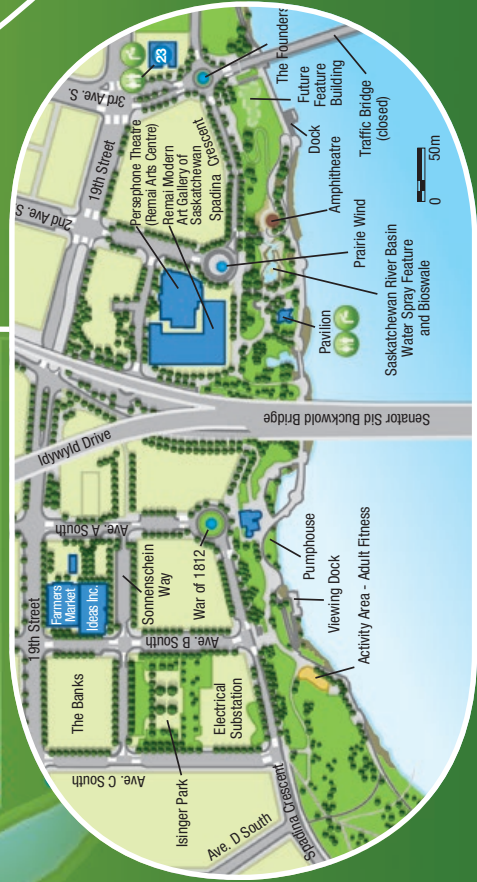 19th Street
Farmers
Market
Ideas Inc.
The Banks
Ave. C South
Ave. B South
Ave. A South
Sonnenschein
Way
Isinger Park
Electrical
Substation
Ave. D South
Spadina Crescent
War of 1812
Pumphouse
Viewing Dock
Activity Area - Adult Fitness
Idywyld Drive
Senator Sid Buckwold Bridge
19th Street
2nd Ave. S.
3rd Ave. S.
23
Persephone Theatre
(Remai Arts Centre)
Remai Modern
Art Gallery of
Saskatchewan
Spadina Crescent
The Founders
Future
Feature
Building
Dock
Traffic Bridge
(closed)
Amphitheatre
Prairie Wind
Saskatchewan River Basin
Water Spray Feature
and Bioswale
Pavilion
0
50m